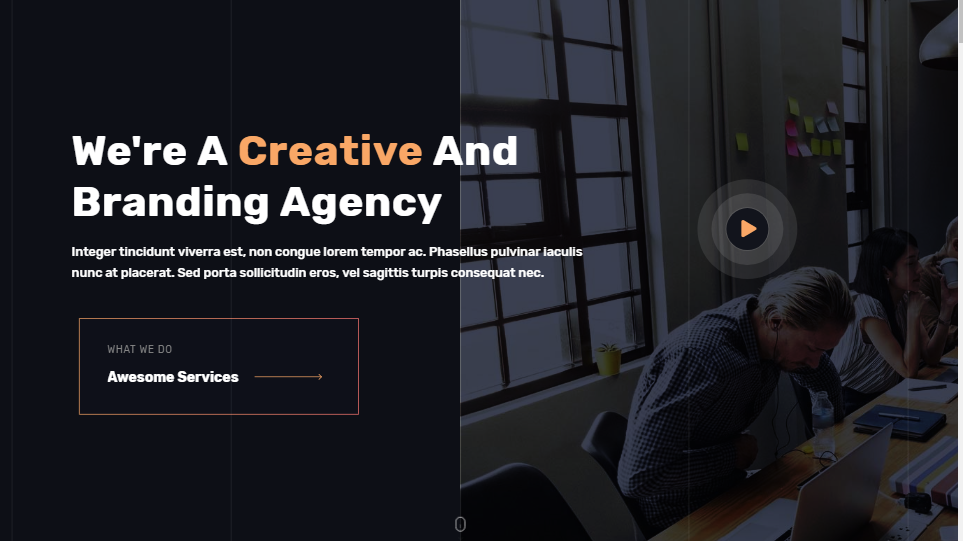 We're A Creative And
Branding Agency
Integer tincidunt viverra est, non congue lorem tempor ac. Phasellus pulvinar iaculis
nunc at placerat. Sed porta sollicitudin eros, vel sagittis turpis consequat nec.
WHAT WE DO
Awesome Services